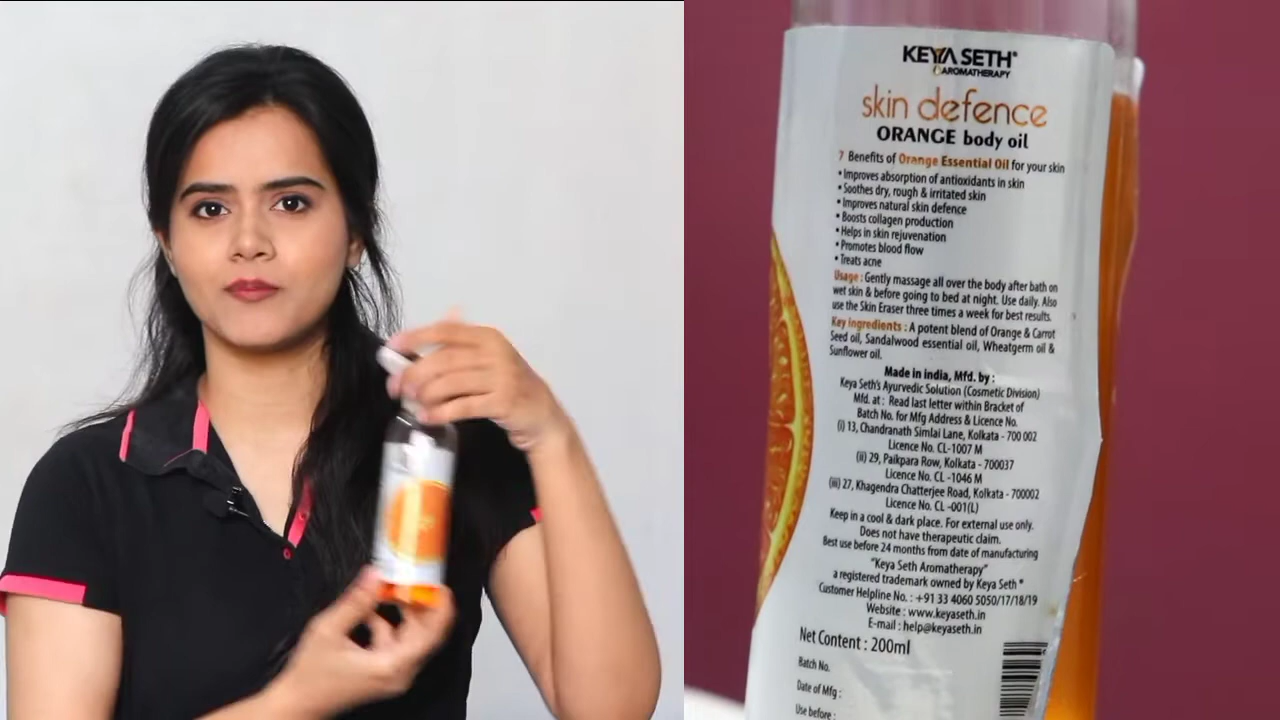 KEYA SETH®
AROMATHERAPY
skin defence
ORANGE body oil
7 Benefits of Orange Essential Oil for your skin
• Improves absorption of antioxidants in skin
• Soothes dry, rough & irritated skin
• Improves natural skin defence
• Boosts collagen production
• Helps in skin rejuvenation
• Promotes blood flow
• Treats acne
Usage : Gently massage all over the body after bath on
wet skin & before going to bed at night. Use daily. Also
use the Skin Eraser three times a week for best results.
Key ingredients : A potent blend of Orange & Carrot
Seed oil, Sandalwood essential oil, Wheatgerm oil &
Sunflower oil.
Made in india, Mfd. by :
Keya Seth's Ayurvedic Solution (Cosmetic Division)
Mfd. at : Read last letter within Bracket of
Batch No. for Mfg Address & Licence No.
(i) 13, Chandranath Simlai Lane, Kolkata - 700 002
Licence No. CL-1007 M
(ii) 29, Paikpara Row, Kolkata - 700037
Licence No. CL -1046 M
(iii) 27, Khagendra Chatterjee Road, Kolkata - 700002
Licence No. CL -001(L)
Keep in a cool & dark place. For external use only.
Does not have therapeutic claim.
Best use before 24 months from date of manufacturing
"Keya Seth Aromatherapy"
a registered trademark owned by Keya Seth *
Customer Helpline No. : +91 33 4060 5050/17/18/19
Website : www.keyaseth.in
E-mail : help@keyaseth.in
Net Content : 200ml
Batch No.
Date of Mfg :
Use before :